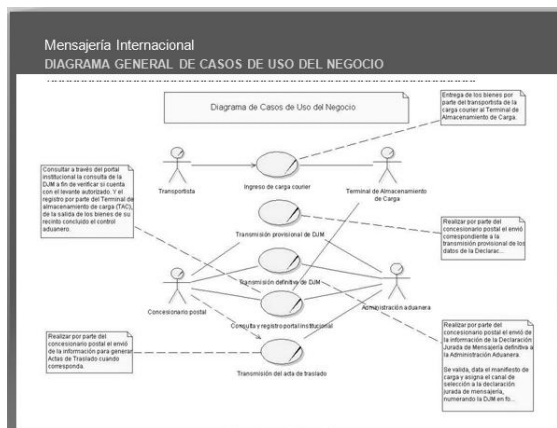 Mensajería Internacional
DIAGRAMA GENERAL DE CASOS DE USO DEL NEGOCIO
Diagrama de Casos de Uso del Negocio
Entrega de los bienes por
parte del transportista de la
carga courier al Terminal de
Almacenamiento de Carga.
Transportista
Ingreso de carga courier
Terminal de Almacenamiento
de Carga
Consultar a través del portal
institucional la consulta de la
DJM a fin de verificar si cuenta
con el levante autorizado. Y el
registro por parte del Terminal de
almacenamiento de carga (TAC),
de la salida de los bienes de su
recinto concluido el control
aduanero.
Transmisión provisional de DJM
Realizar por parte del
concesionario postal el envió
correspondiente a la
transmisión provisional de los
datos de la Declarac...
Transmisión definitiva de DJM
Concesionario postal
Administración aduanera
Consulta y registro portal institucional
Realizar por parte del
concesionario postal el envió
de la información para generar
Actas de Traslado cuando
corresponda.
Transmisión del acta de traslado
Realizar por parte del
concesionario postal el envió
de la información de la Declaración
Jurada de Mensajería definitiva a
la Administración Aduanera.
Se valida, data el manifiesto de
carga y asigna el canal de
selección a la declaración
jurada de mensajería,
numerando la DJM en fo...